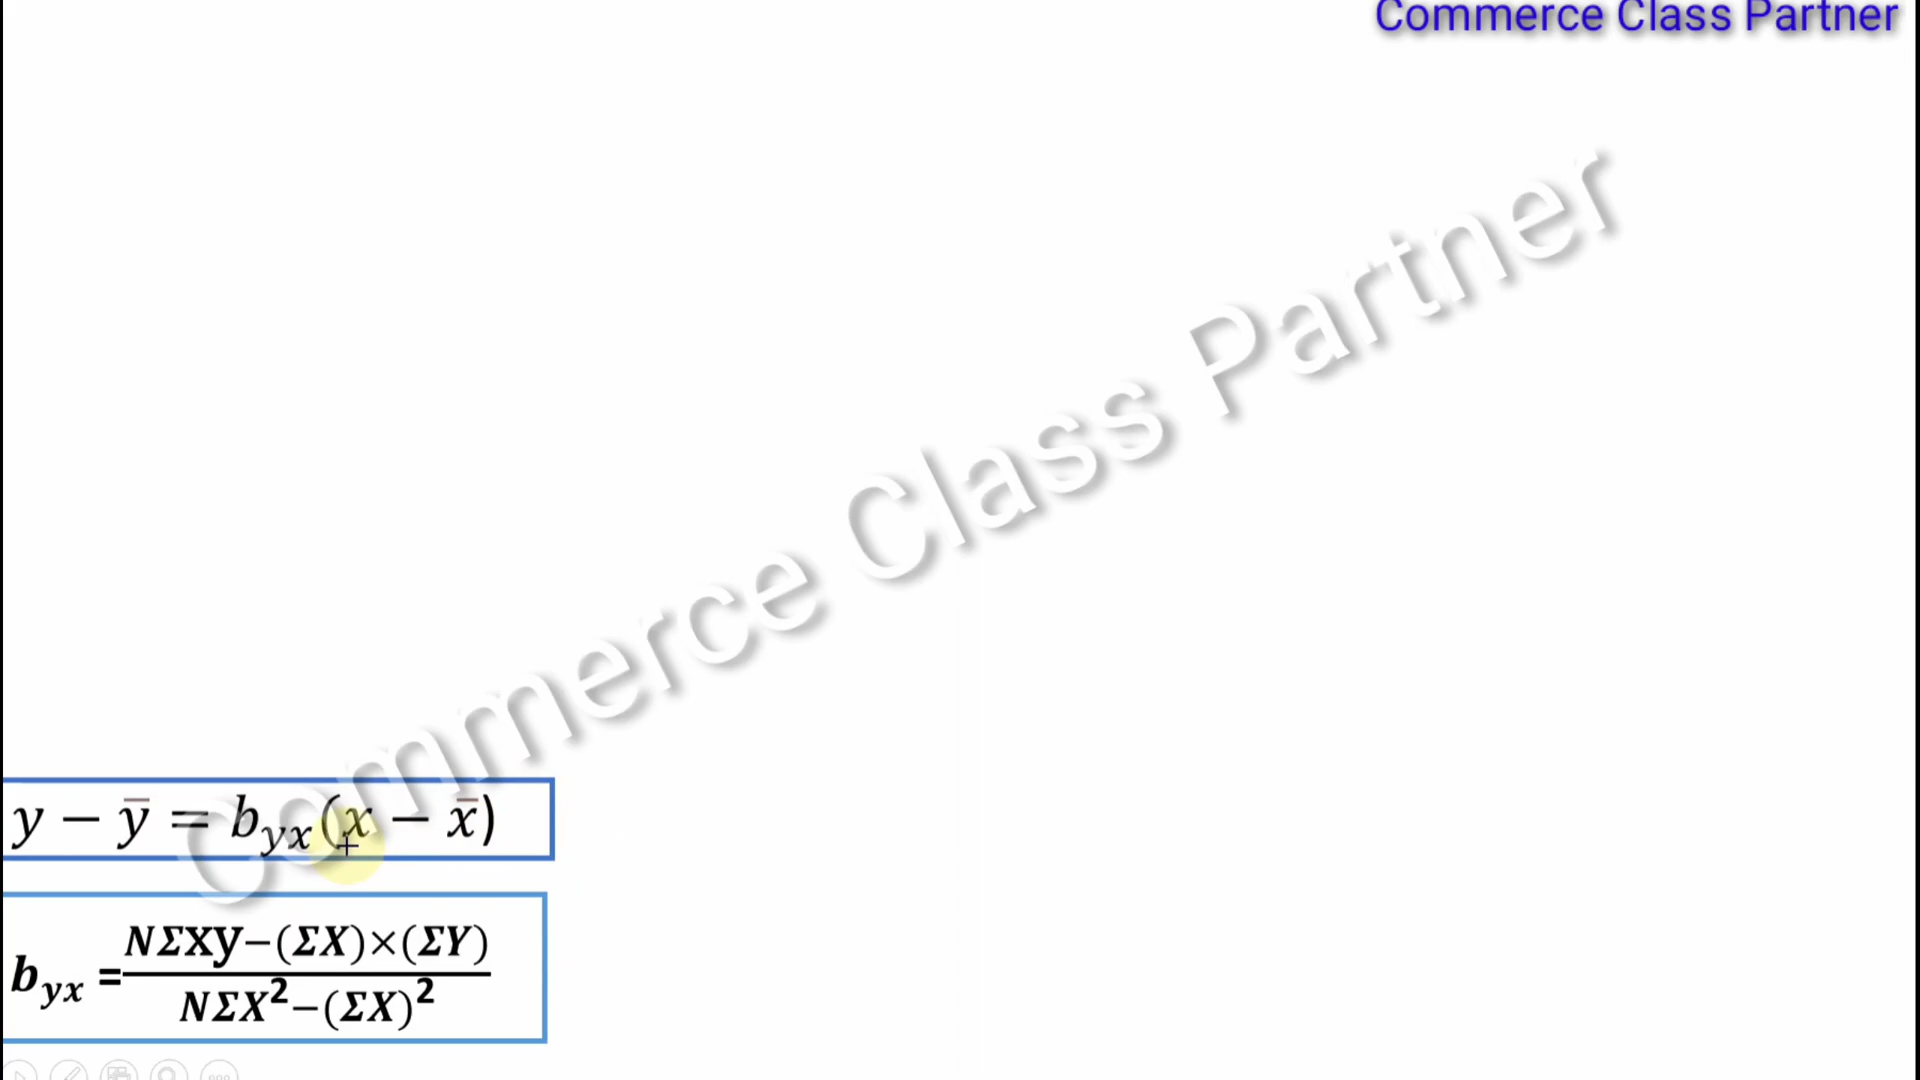 Commerce Class Partner
Commerce Class Partner
y − y̅ = b_yx(x − x̅)
b_yx = (NΣxy−(ΣX)×(ΣY))/(NΣX²−(ΣX)²)